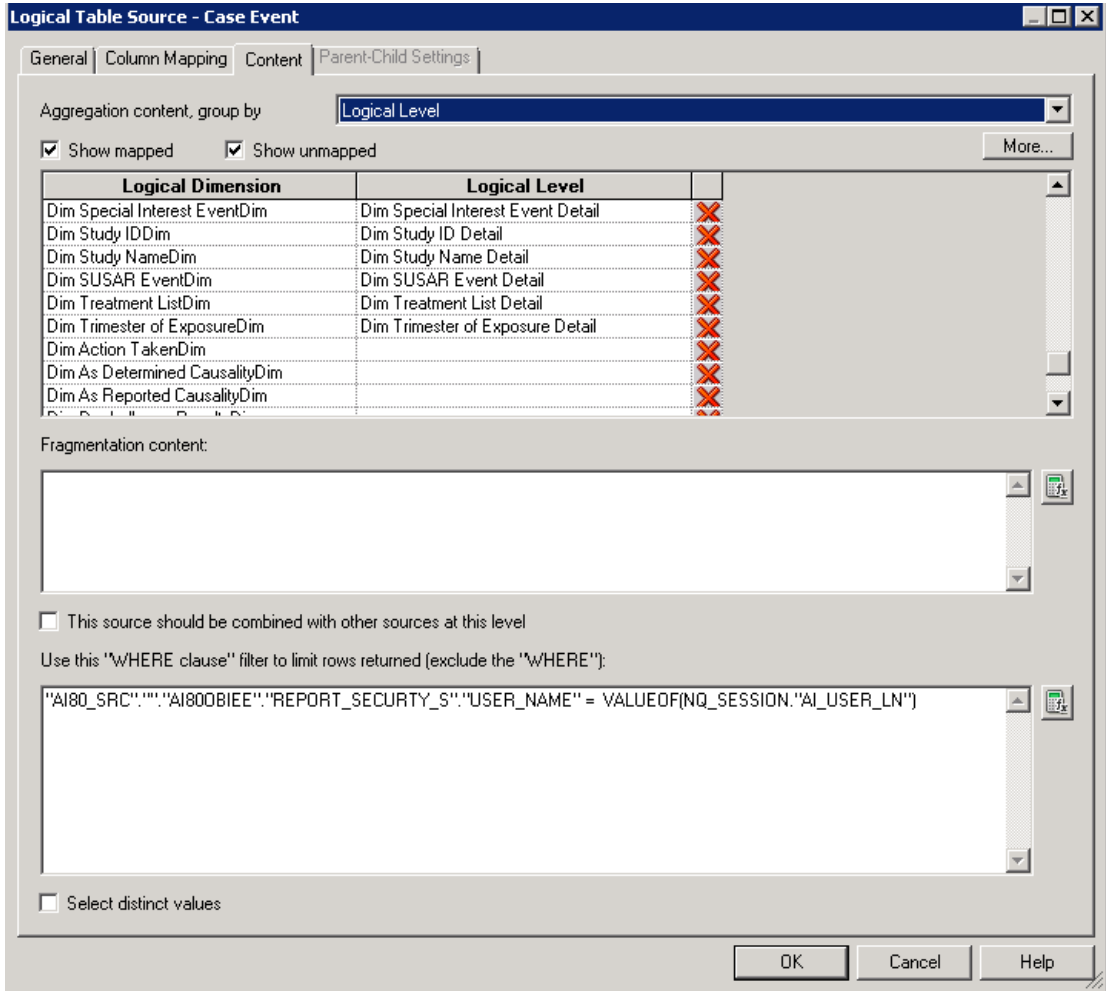 Logical Table Source - Case Event
General Column Mapping Content Parent-Child Settings
Aggregation content, group by Logical Level
Show mapped Show unmapped More...
Logical Dimension Logical Level
Dim Special Interest EventDim Dim Special Interest Event Detail
Dim Study IDDim Dim Study ID Detail
Dim Study NameDim Dim Study Name Detail
Dim SUSAR EventDim Dim SUSAR Event Detail
Dim Treatment ListDim Dim Treatment List Detail
Dim Trimester of ExposureDim Dim Trimester of Exposure Detail
Dim Action TakenDim
Dim As Determined CausalityDim
Dim As Reported CausalityDim
Fragmentation content:
This source should be combined with other sources at this level
Use this "WHERE clause" filter to limit rows returned (exclude the "WHERE"):
"AI80_SRC".""."AI80OBIEE"."REPORT_SECURTY_S"."USER_NAME" = VALUEOF(NQ_SESSION."AI_USER_LN")
Select distinct values
OK Cancel Help